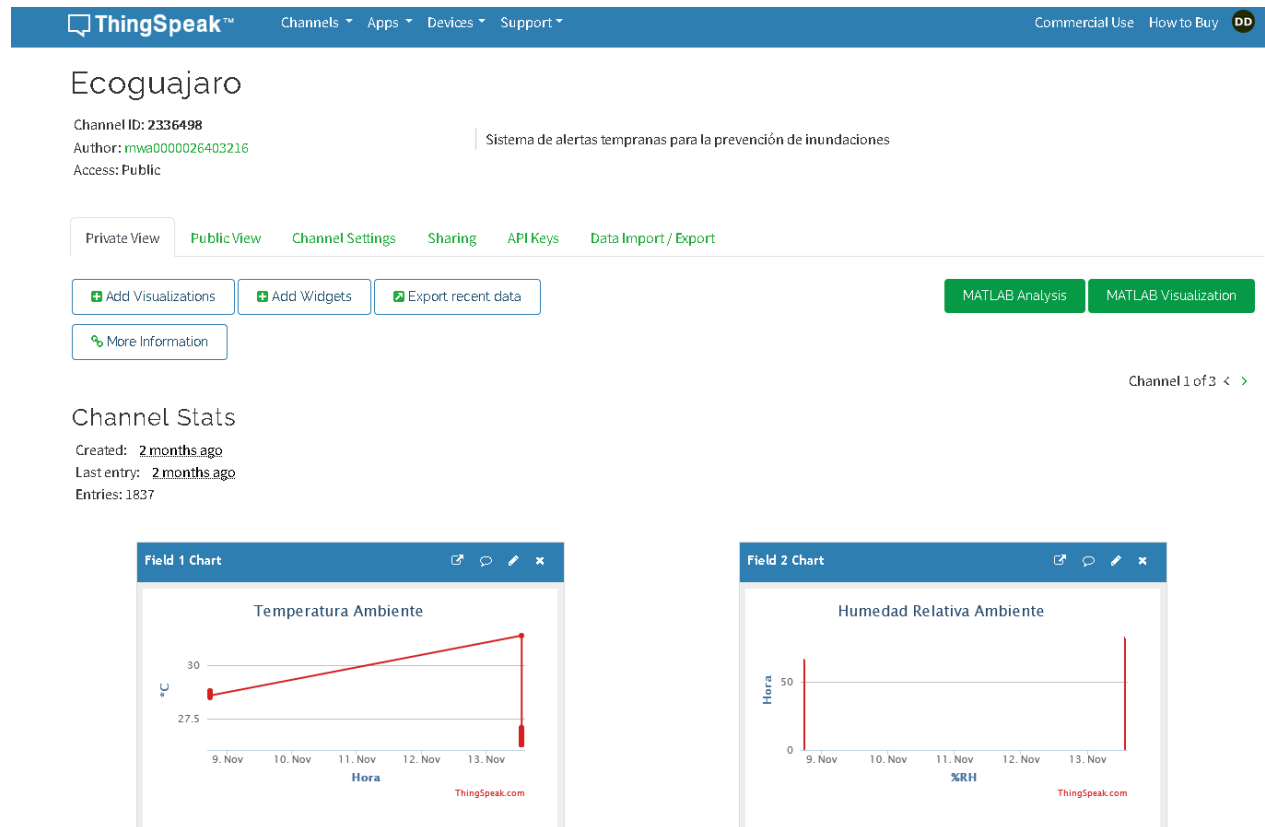 ThingSpeak™ Channels Apps Devices Support Commercial Use How to Buy DD
Ecoguajaro
Channel ID: 2336498
Author: mwa0000026403216
Access: Public
Sistema de alertas tempranas para la prevención de inundaciones
Private View Public View Channel Settings Sharing API Keys Data Import / Export
Add Visualizations Add Widgets Export recent data MATLAB Analysis MATLAB Visualization
More Information
Channel 1 of 3 < >
Channel Stats
Created: 2 months ago
Last entry: 2 months ago
Entries: 1837
Field 1 Chart
Temperatura Ambiente
*C
30
27.5
9. Nov 10. Nov 11. Nov 12. Nov 13. Nov
Hora
ThingSpeak.com
Field 2 Chart
Humedad Relativa Ambiente
Hora
50
0
9. Nov 10. Nov 11. Nov 12. Nov 13. Nov
%RH
ThingSpeak.com